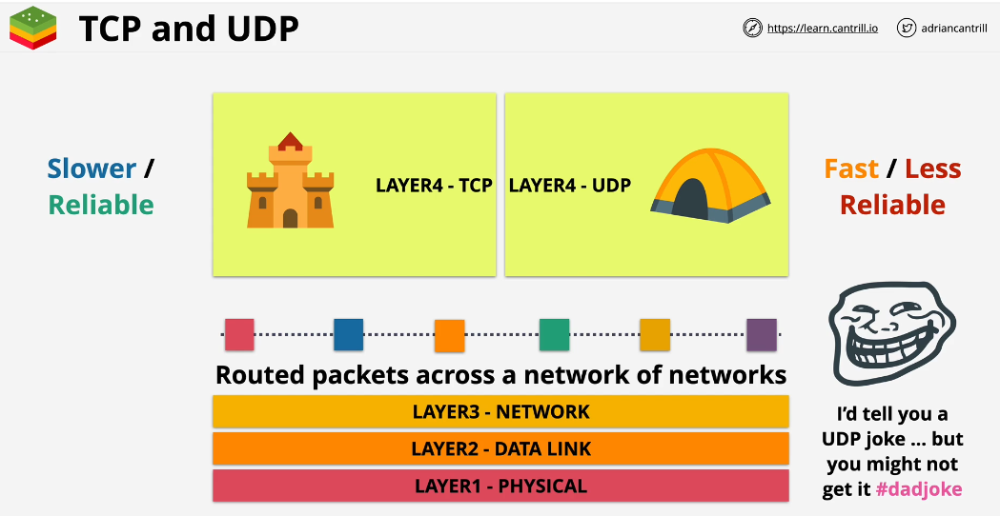 TCP and UDP
https://learn.cantrill.io
adriancantrill
Slower /
Reliable
LAYER4 - TCP
LAYER4 - UDP
Fast / Less
Reliable
Routed packets across a network of networks
LAYER3 - NETWORK
LAYER2 - DATA LINK
LAYER1 - PHYSICAL
I’d tell you a
UDP joke ... but
you might not
get it #dadjoke